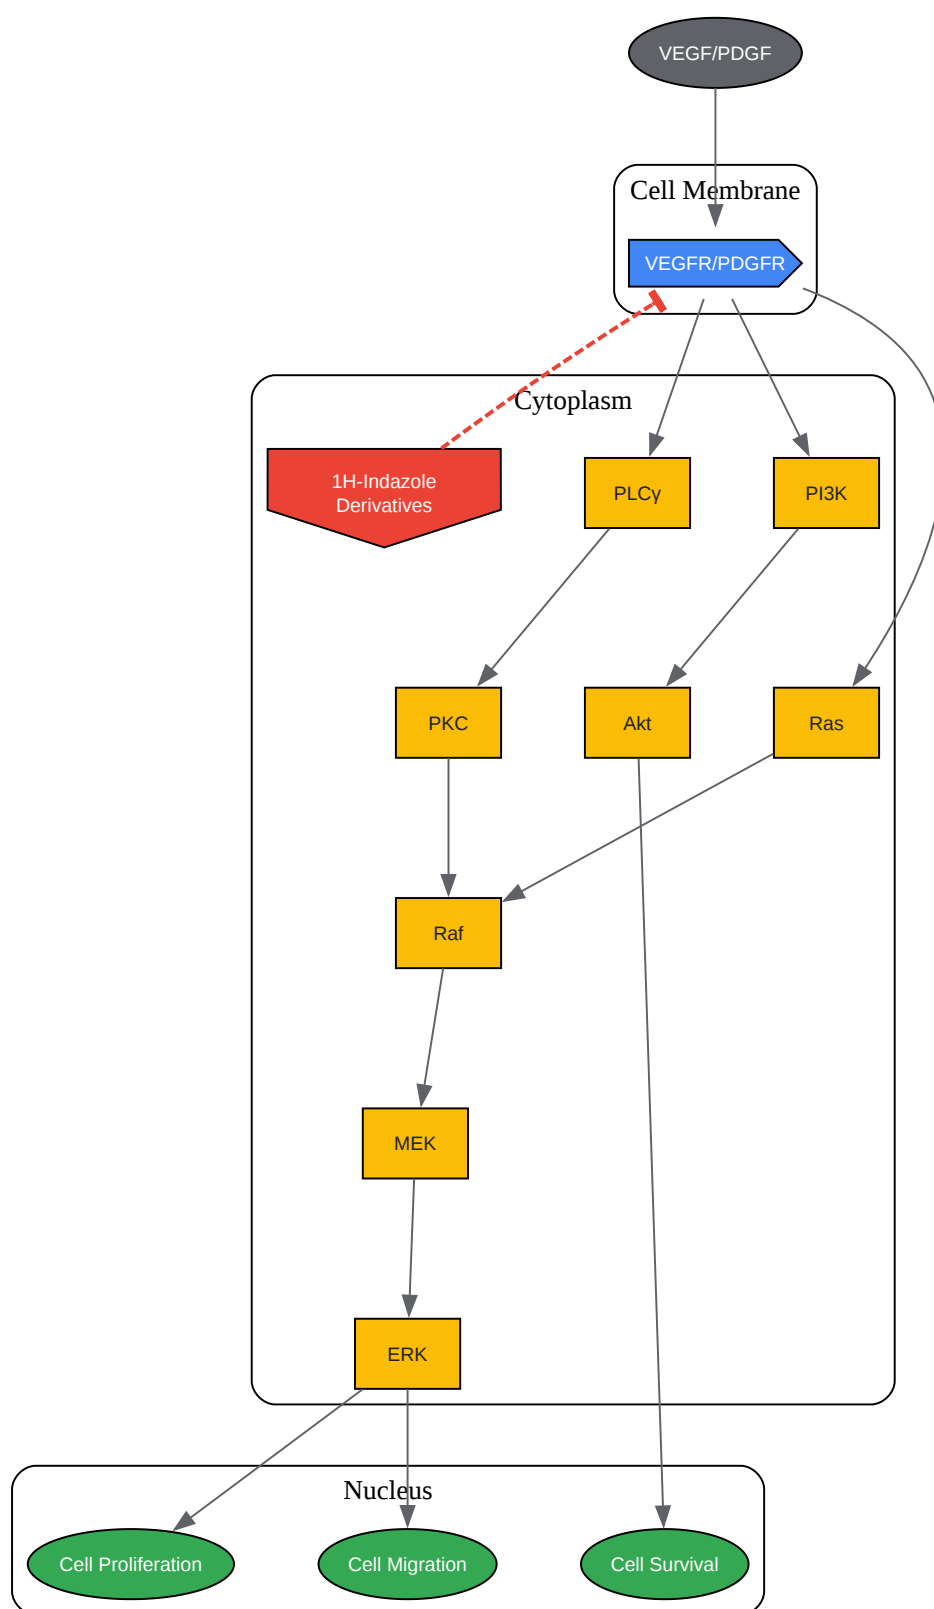 VEGF/PDGF
Cell Membrane
VEGFR/PDGFR
Cytoplasm
1H-Indazole
Derivatives
PLCγ
PI3K
PKC
Akt
Ras
Raf
MEK
ERK
Nucleus
Cell Proliferation
Cell Migration
Cell Survival